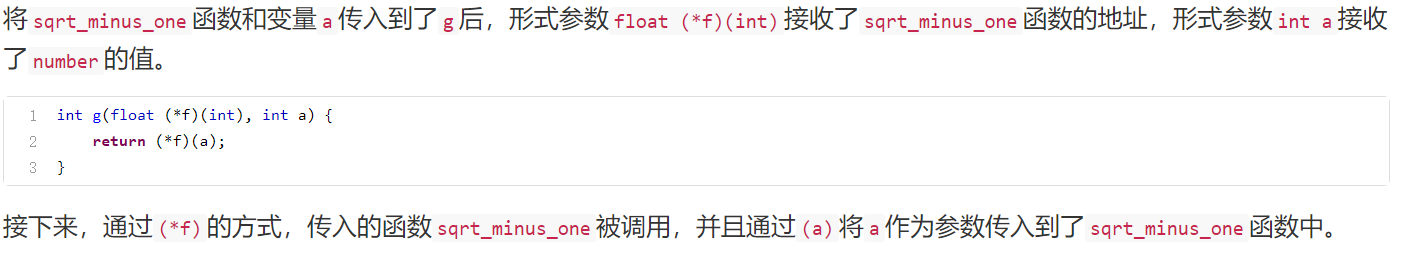 将 sqrt_minus_one 函数和变量 a 传入到了 g 后，形式参数 float (*f)(int) 接收了 sqrt_minus_one 函数的地址，形式参数 int a 接收
了 number 的值。
1 int g(float (*f)(int), int a) {
2     return (*f)(a);
3 }
接下来，通过 (*f) 的方式，传入的函数 sqrt_minus_one 被调用，并且通过 (a) 将 a 作为参数传入到了 sqrt_minus_one 函数中。